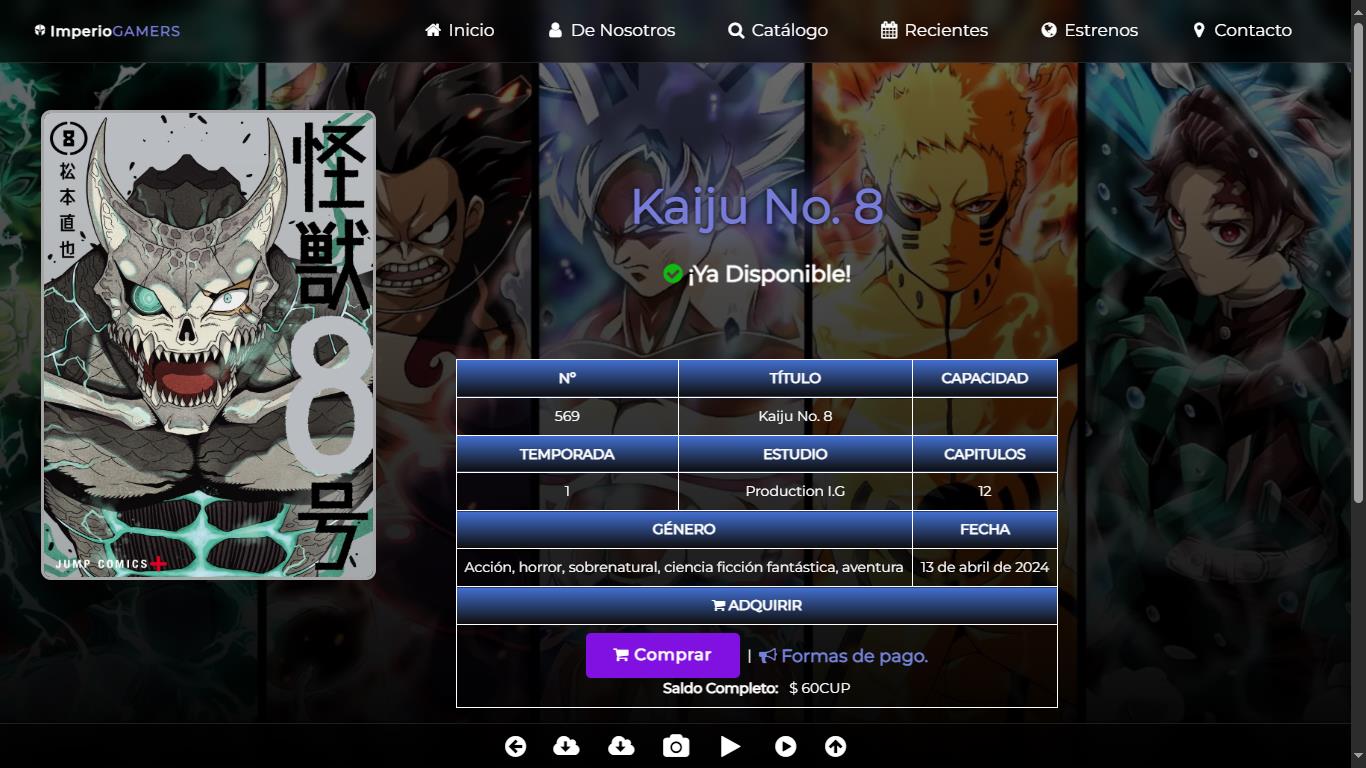 ImperioGAMERS
Inicio
De Nosotros
Catálogo
Recientes
Estrenos
Contacto
8
松本直也
怪獣8号
JUMP COMICS+
Kaiju No. 8
¡Ya Disponible!
Nº TÍTULO CAPACIDAD
569 Kaiju No. 8
TEMPORADA ESTUDIO CAPITULOS
1 Production I.G 12
GÉNERO FECHA
Acción, horror, sobrenatural, ciencia ficción fantástica, aventura 13 de abril de 2024
ADQUIRIR
Comprar | Formas de pago.
Saldo Completo: $ 60CUP